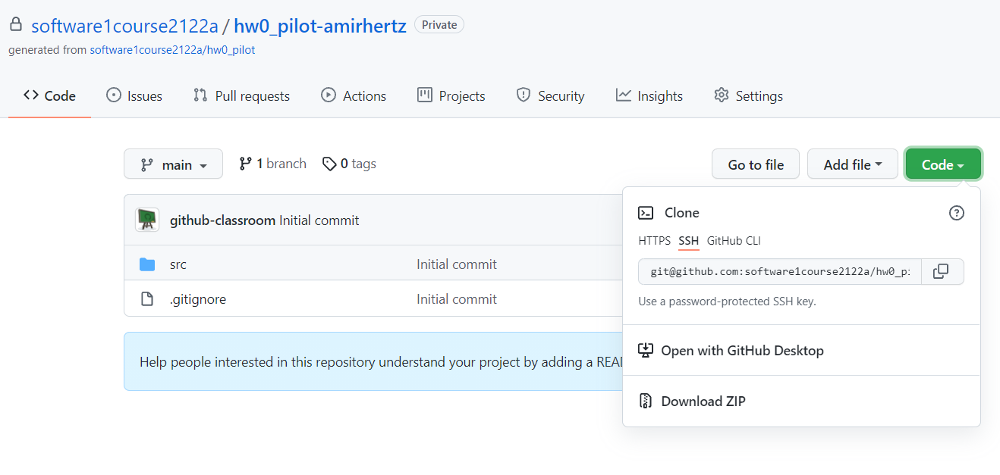 software1course2122a / hw0_pilot-amirhertz Private
generated from software1course2122a/hw0_pilot
Code Issues Pull requests Actions Projects Security Insights Settings
main 1 branch 0 tags Go to file Add file Code
github-classroom Initial commit
src Initial commit
.gitignore Initial commit
Help people interested in this repository understand your project by adding a REA
Clone
HTTPS SSH GitHub CLI
git@github.com:software1course2122a/hw0_p
Use a password-protected SSH key.
Open with GitHub Desktop
Download ZIP